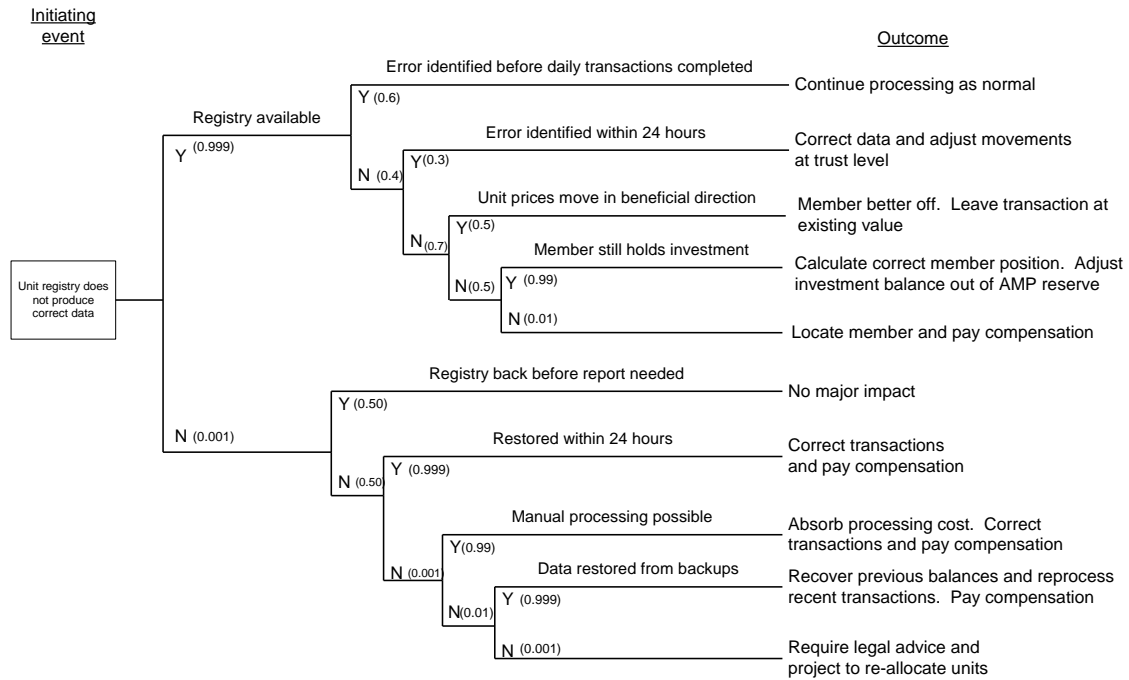 Initiating
event
Outcome
Error identified before daily transactions completed
Continue processing as normal
Y (0.6)
Registry available
Y (0.999)
Error identified within 24 hours
Correct data and adjust movements
at trust level
N (0.4)
Y (0.3)
Unit prices move in beneficial direction
Member better off. Leave transaction at
existing value
N (0.7)
Y (0.5)
Member still holds investment
Calculate correct member position. Adjust
investment balance out of AMP reserve
N (0.5)
Y (0.99)
Unit registry does
not produce
correct data
N (0.01)
Locate member and pay compensation
Registry back before report needed
No major impact
Y (0.50)
N (0.001)
Restored within 24 hours
Correct transactions
and pay compensation
Y (0.999)
N (0.50)
Manual processing possible
Absorb processing cost. Correct
transactions and pay compensation
Y (0.99)
N (0.001)
Data restored from backups
Recover previous balances and reprocess
recent transactions. Pay compensation
Y (0.999)
N (0.01)
N (0.001)
Require legal advice and
project to re-allocate units